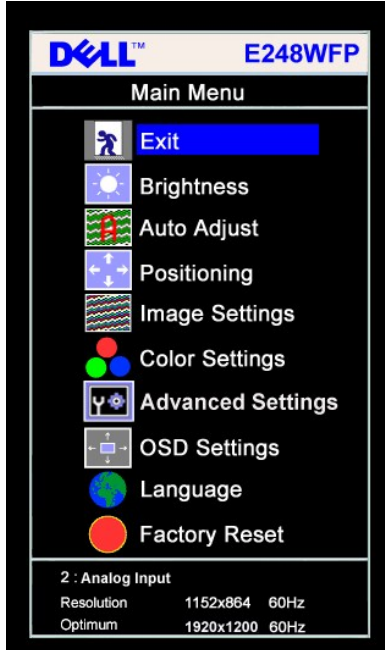 DELL™ E248WFP
Main Menu
Exit
Brightness
Auto Adjust
Positioning
Image Settings
Color Settings
Advanced Settings
OSD Settings
Language
Factory Reset
2 : Analog Input
Resolution 1152x864 60Hz
Optimum 1920x1200 60Hz